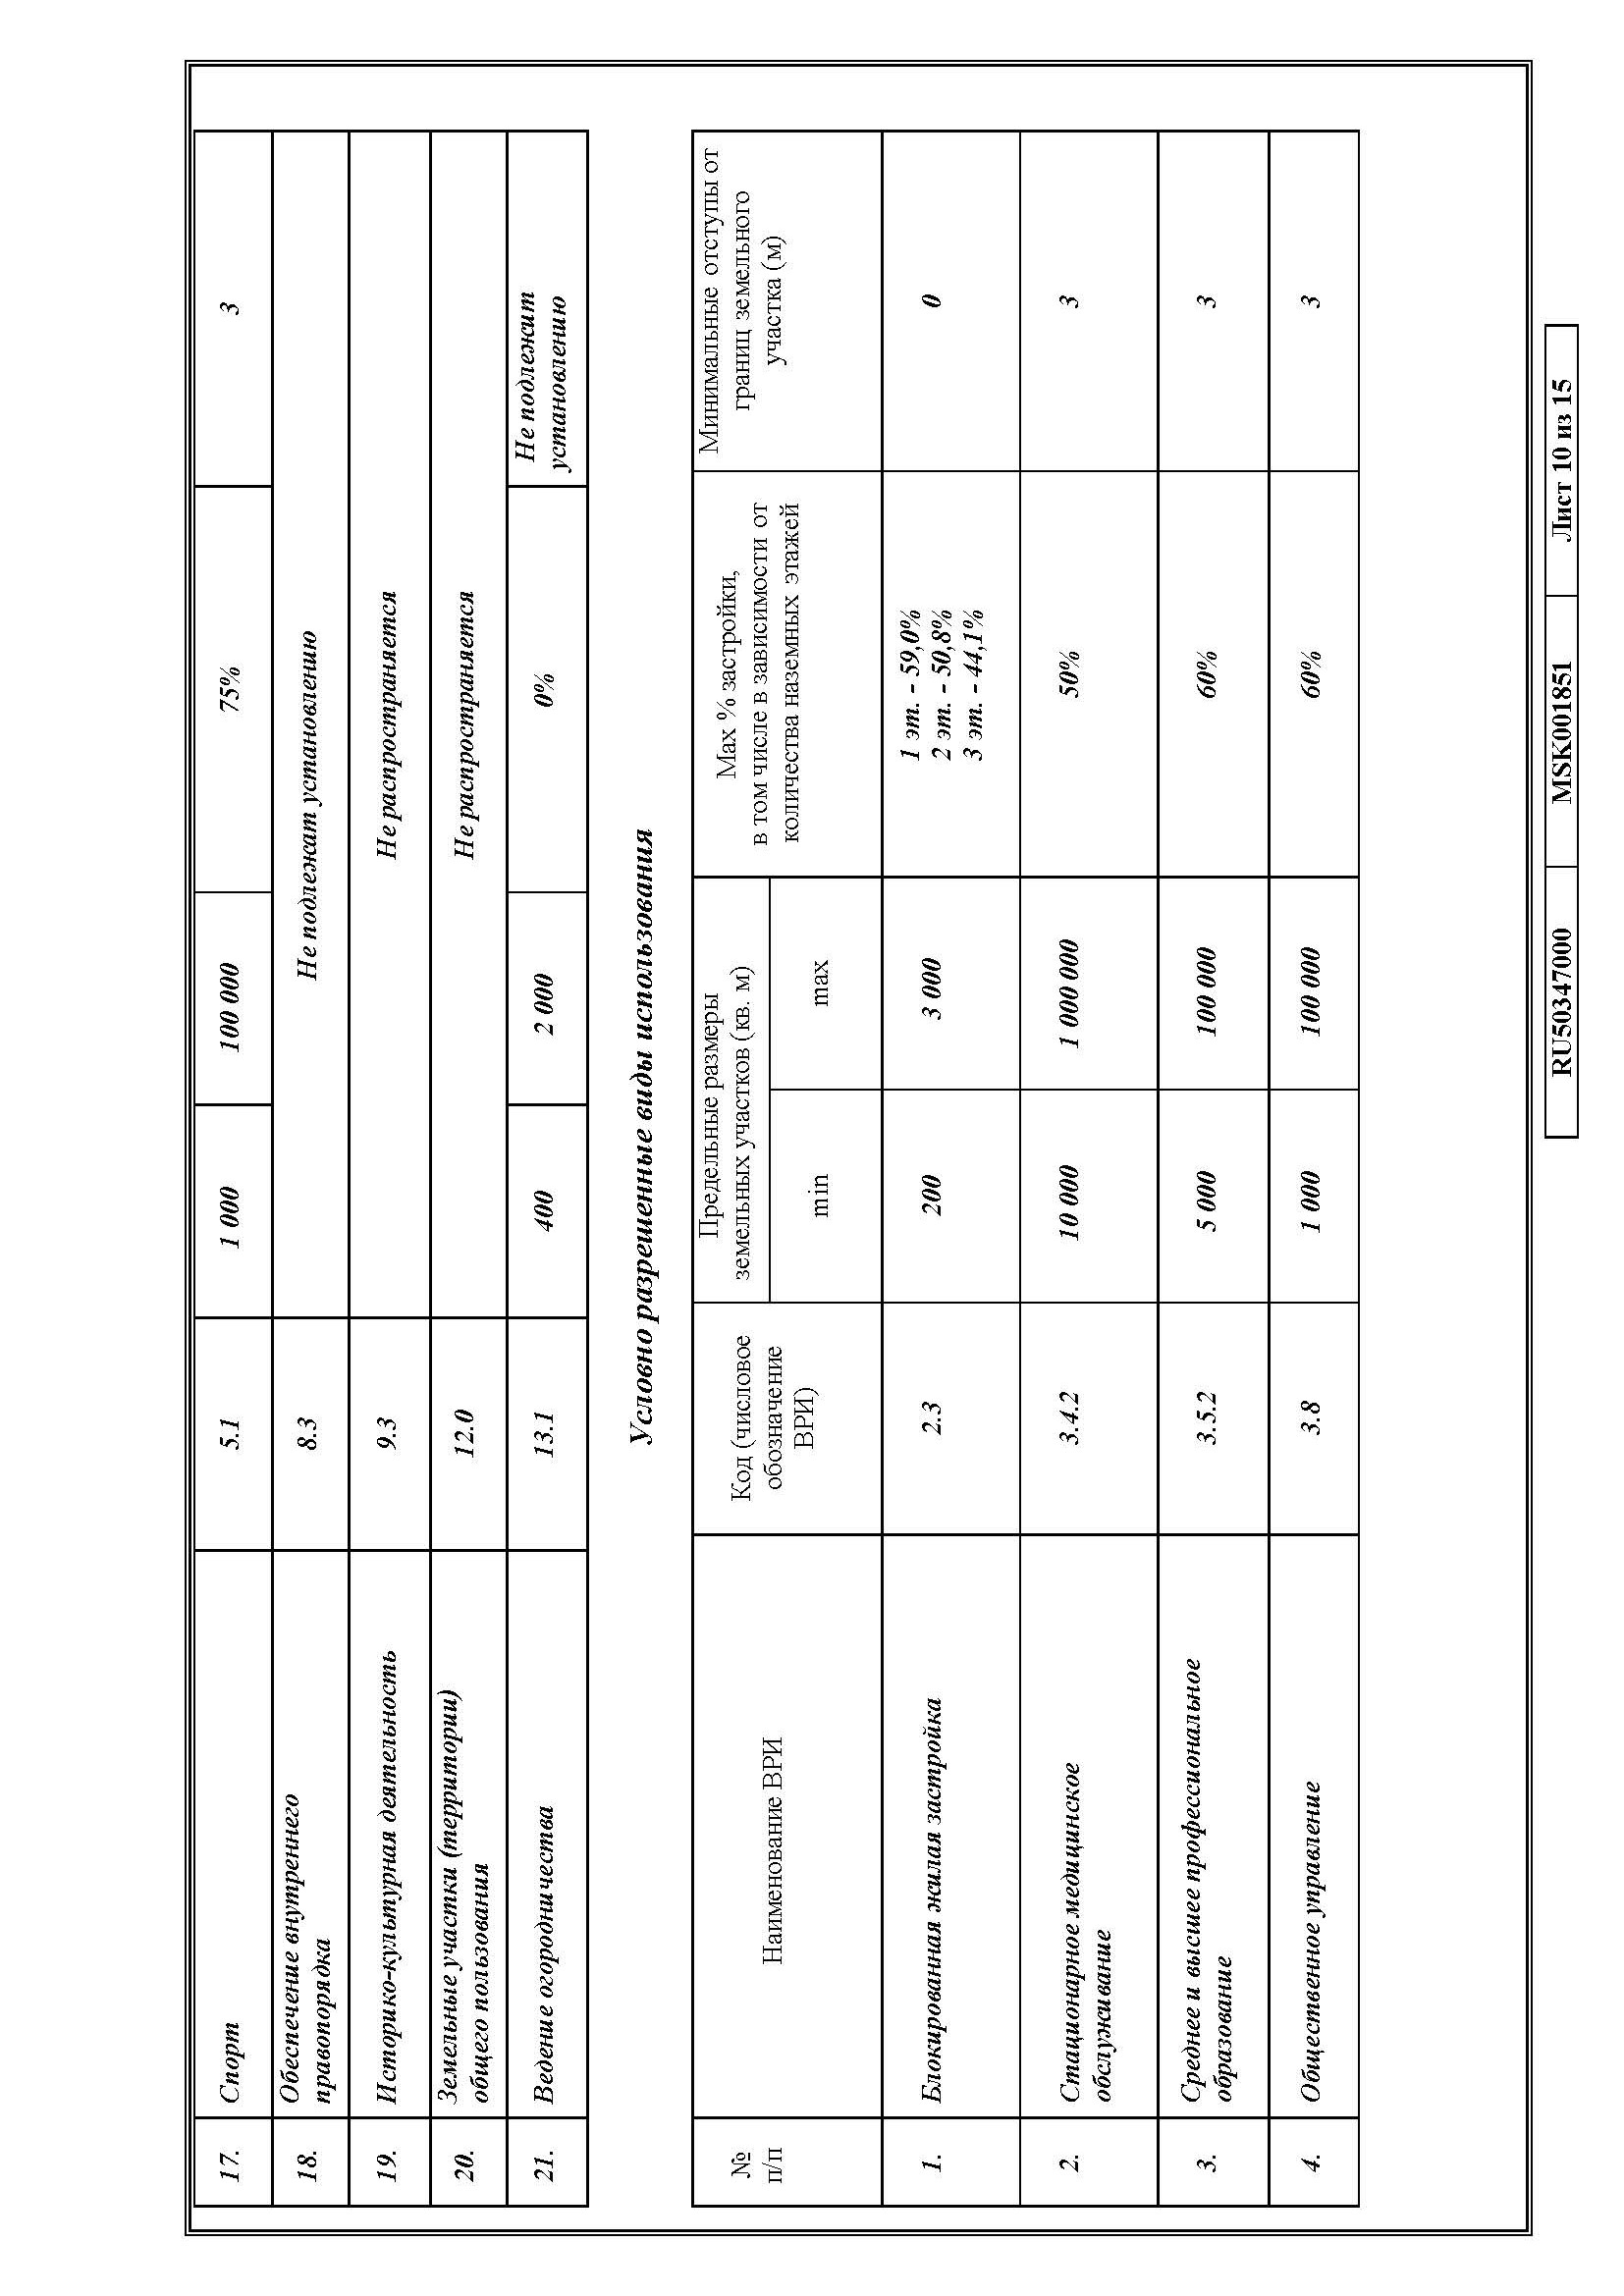 17. Спорт 5.1 1 000 100 000 75% 3
18. Обеспечение внутреннего
правопорядка 8.3 Не подлежат установлению
19. Историко-культурная деятельность 9.3 Не распространяется
20. Земельные участки (территории)
общего пользования 12.0 Не распространяется
21. Ведение огородничества 13.1 400 2 000 0% Не подлежит
установлению
Условно разрешенные виды использования
№
п/п
Наименование ВРИ
Код (числовое
обозначение
ВРИ)
Предельные размеры
земельных участков (кв. м)
min
max
Max % застройки,
в том числе в зависимости от
количества наземных этажей
Минимальные отступы от
границ земельного
участка (м)
1. Блокированная жилая застройка 2.3 200 3 000
1 эт. - 59,0%
2 эт. - 50,8%
3 эт. - 44,1%
0
2. Стационарное медицинское
обслуживание 3.4.2 10 000 1 000 000 50% 3
3. Среднее и высшее профессиональное
образование 3.5.2 5 000 100 000 60% 3
4. Общественное управление 3.8 1 000 100 000 60% 3
RU50347000 MSK001851 Лист 10 из 15